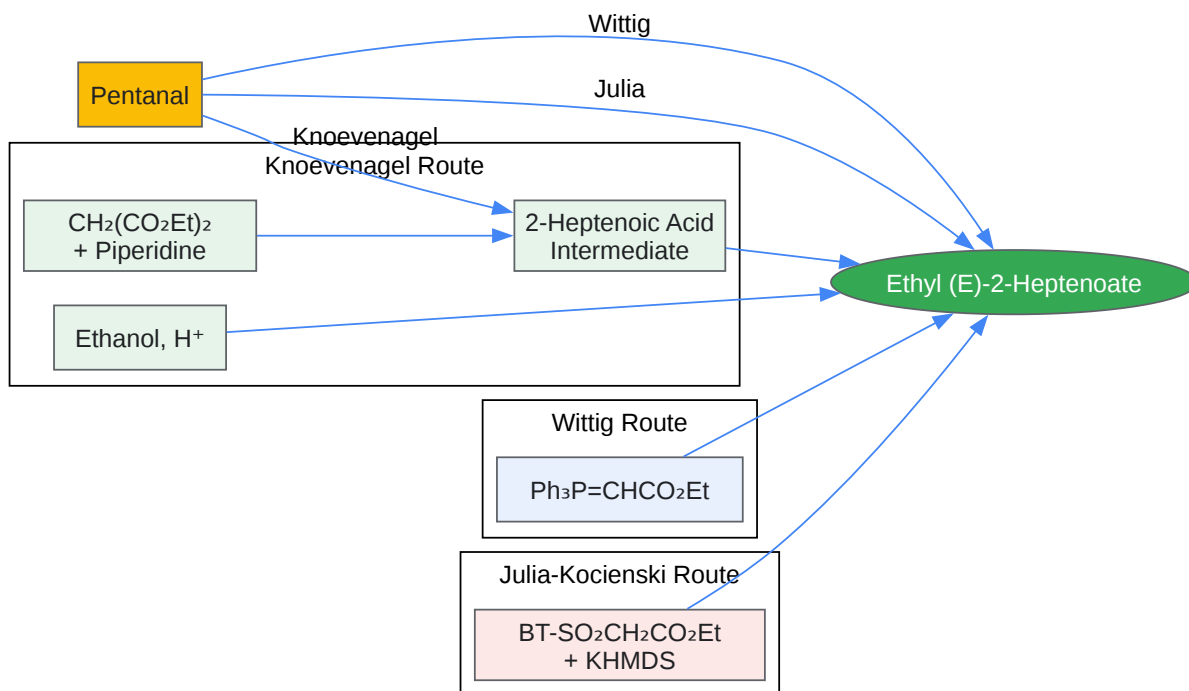 Wittig
Pentanal
Julia
Knoevenagel
Knoevenagel Route
CH₂(CO₂Et)₂
+ Piperidine
2-Heptenoic Acid
Intermediate
Ethyl (E)-2-Heptenoate
Ethanol, H⁺
Wittig Route
Ph₃P=CHCO₂Et
Julia-Kocienski Route
BT-SO₂CH₂CO₂Et
+ KHMDS